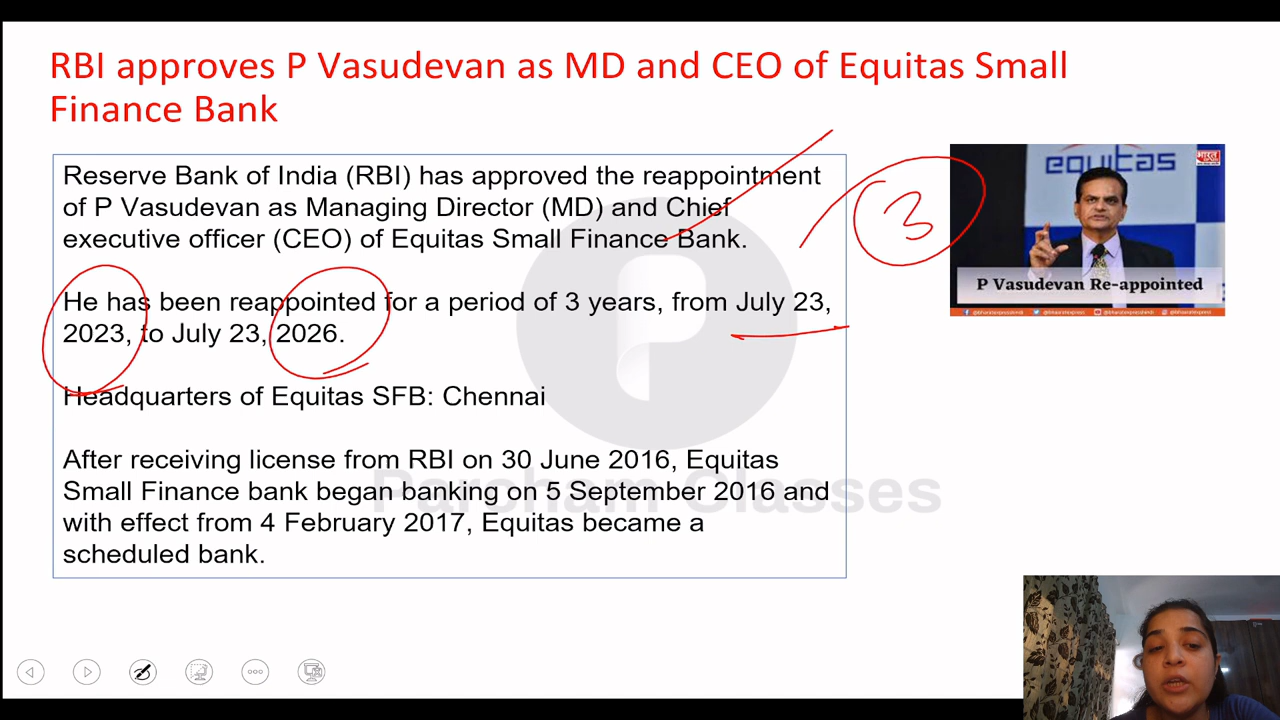 RBI approves P Vasudevan as MD and CEO of Equitas Small
Finance Bank
Reserve Bank of India (RBI) has approved the reappointment
of P Vasudevan as Managing Director (MD) and Chief
executive officer (CEO) of Equitas Small Finance Bank.
He has been reappointed for a period of 3 years, from July 23,
2023, to July 23, 2026.
Headquarters of Equitas SFB: Chennai
After receiving license from RBI on 30 June 2016, Equitas
Small Finance bank began banking on 5 September 2016 and
with effect from 4 February 2017, Equitas became a
scheduled bank.
Parsham Classes
3
equitas
भारत
P Vasudevan Re-appointed